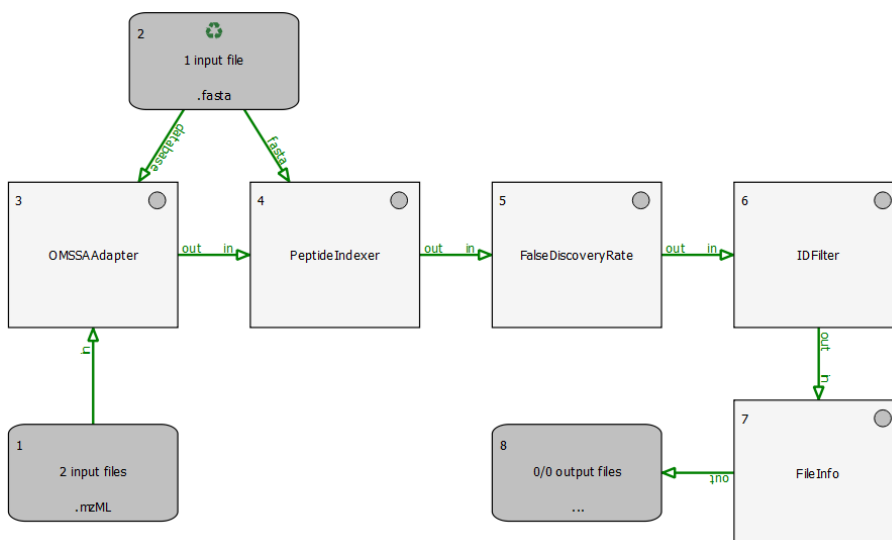 2
1 input file
.fasta
database
fasta
3
OMSSAAdapter
out
in
4
PeptideIndexer
out
in
5
FalseDiscoveryRate
out
in
6
IDFilter
in
out
in
1
2 input files
.mzML
8
0/0 output files
...
out
7
FileInfo